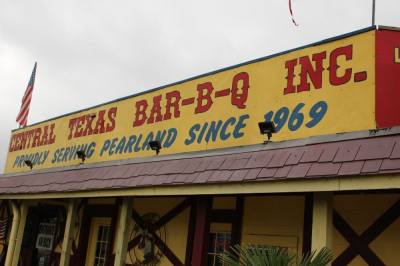 CENTRAL TEXAS BAR-B-Q INC.
PROUDLY SERVING PEARLAND SINCE 1969